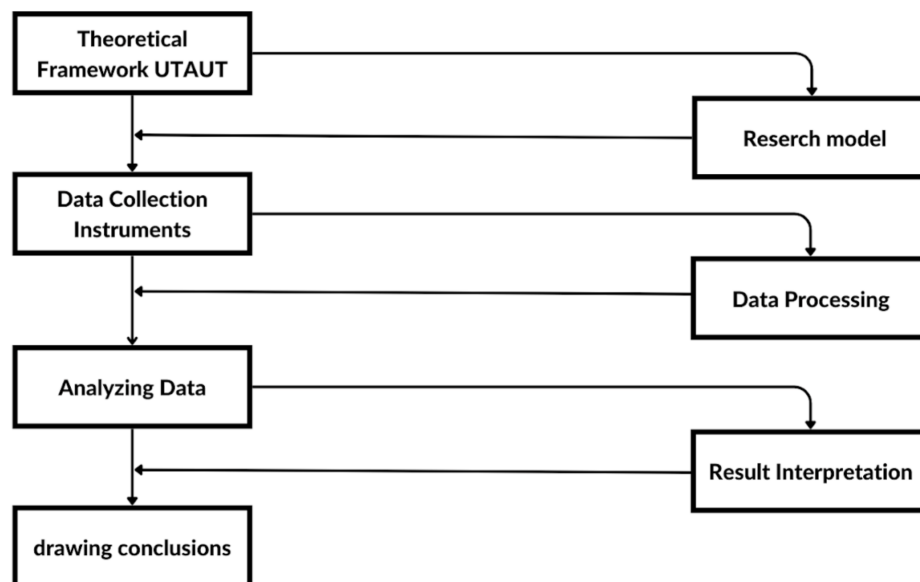 Theoretical
Framework UTAUT
Reserch model
Data Collection
Instruments
Data Processing
Analyzing Data
Result Interpretation
drawing conclusions